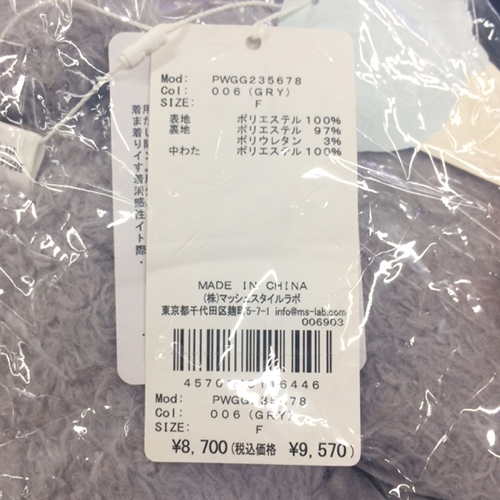 Mod: PWGG235678
Col: 006 (GRY)
SIZE: F
表地 ポリエステル 100%
裏地 ポリエステル 97%
ポリウレタン 3%
中わた ポリエステル 100%
MADE IN CHINA
(株)マッシュスタイルラボ
東京都千代田区麹町5-7-1 info@ms-lab.com
006903
Mod:
Col: 006 (GRY)
SIZE: F
¥8,700(税込価格 ¥9,570)